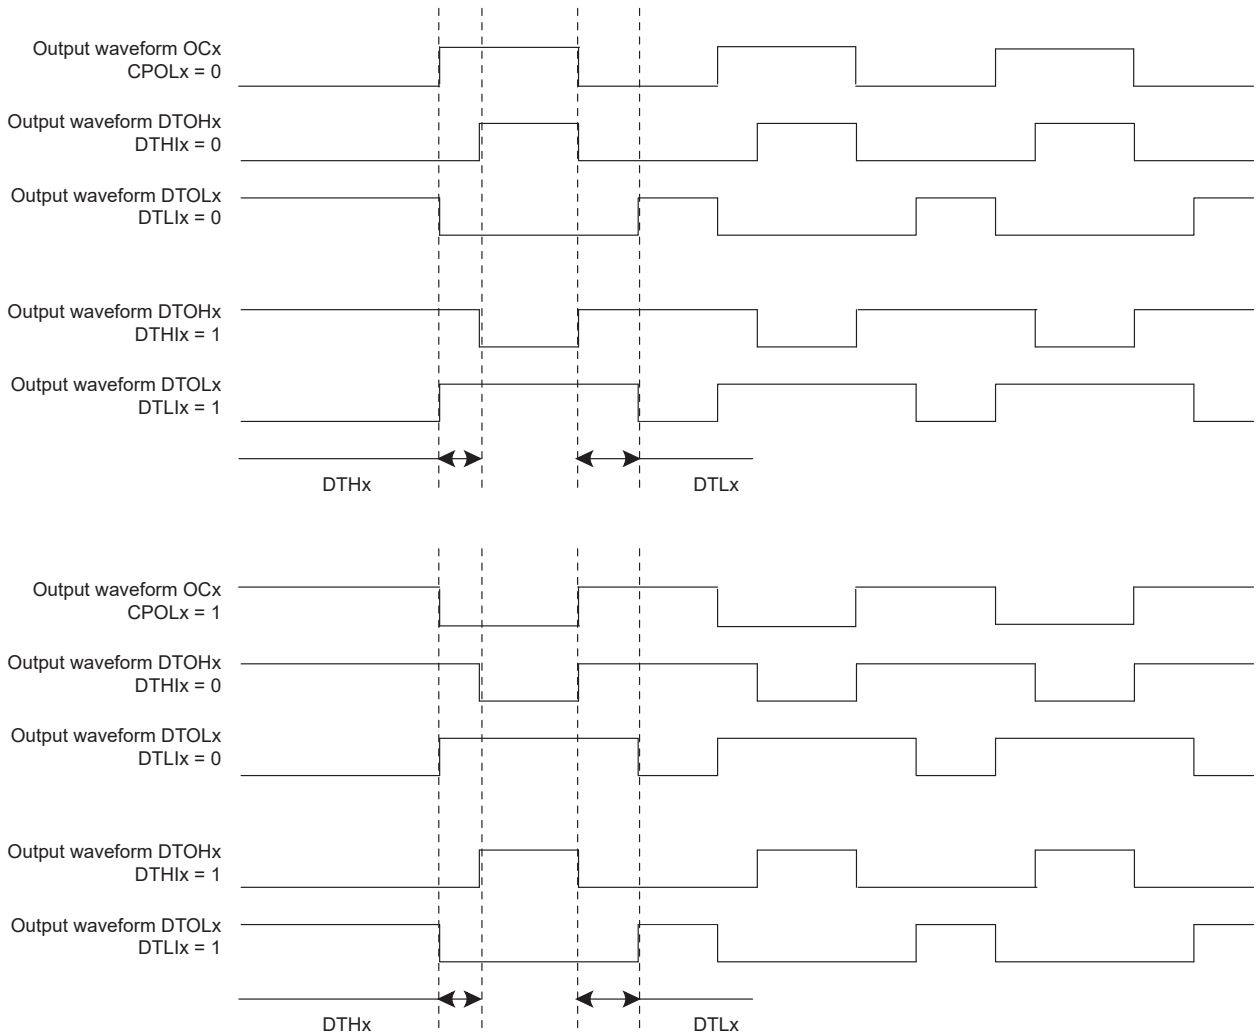 Output waveform OCx
CPOLx = 0
Output waveform DTOHx
DTHIx = 0
Output waveform DTOLx
DTLIx = 0
Output waveform DTOHx
DTHIx = 1
Output waveform DTOLx
DTLIx = 1
DTHx
DTLx
Output waveform OCx
CPOLx = 1
Output waveform DTOHx
DTHIx = 0
Output waveform DTOLx
DTLIx = 0
Output waveform DTOHx
DTHIx = 1
Output waveform DTOLx
DTLIx = 1
DTHx
DTLx